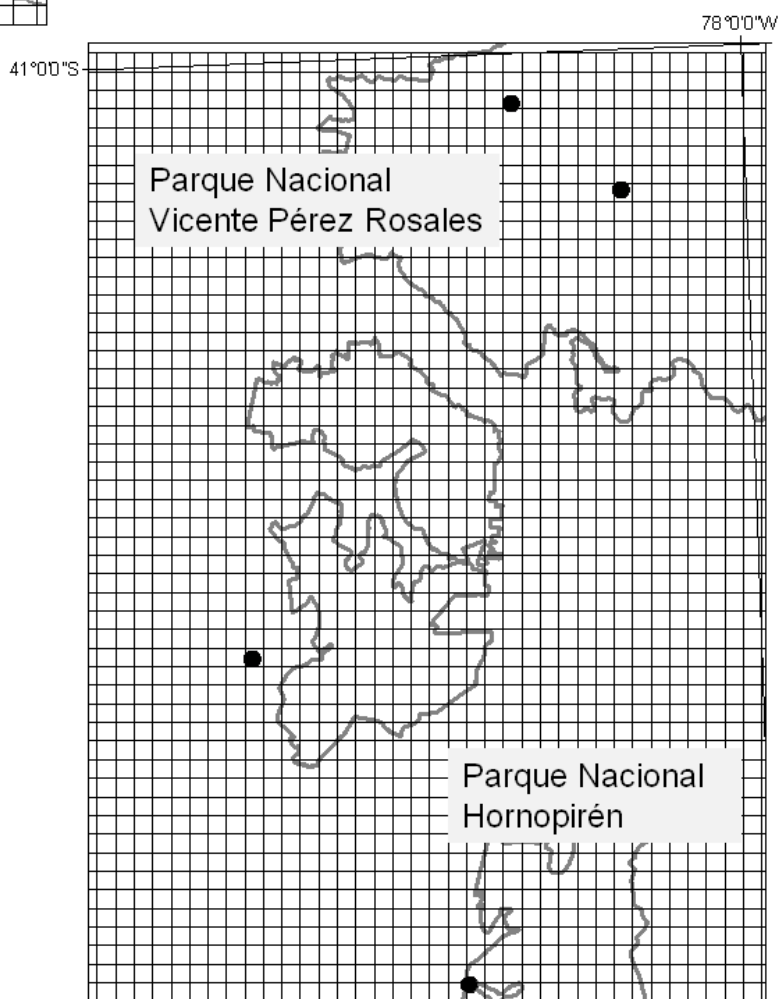 78°0'0"W
41°0'0"S
Parque Nacional
Vicente Pérez Rosales
Parque Nacional
Hornopirén